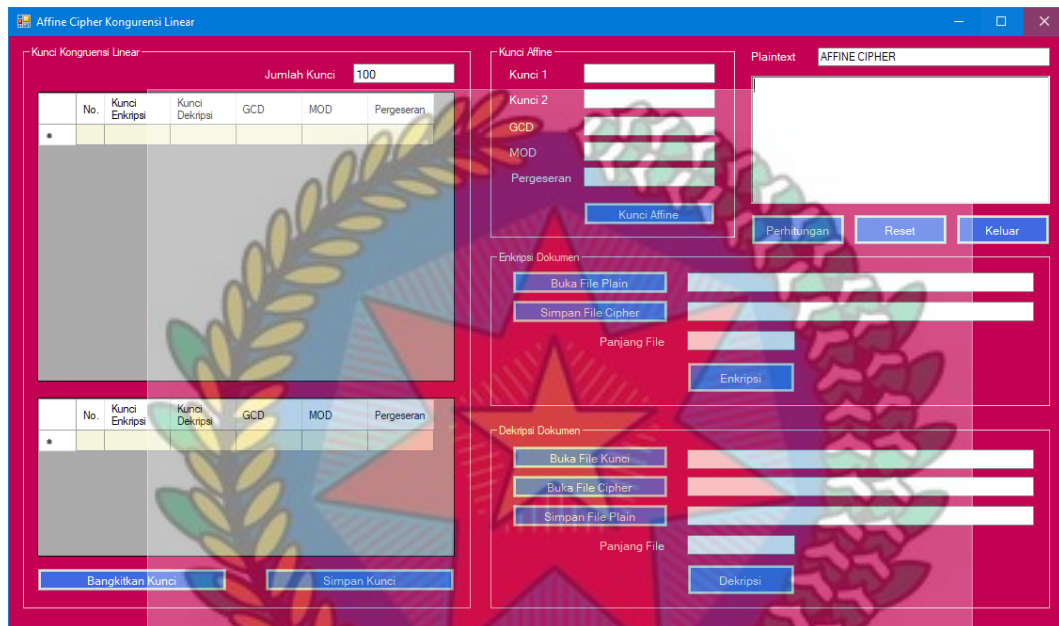 Affine Cipher Kongurensi Linear
Kunci Kongruensi Linear
Jumlah Kunci 100
No. Kunci Enkripsi Kunci Dekripsi GCD MOD Pergeseran
No. Kunci Enkripsi Kunci Dekripsi GCD MOD Pergeseran
Bangkitkan Kunci Simpan Kunci
Kunci Affine
Kunci 1
Kunci 2
GCD
MOD
Pergeseran
Kunci Affine
Plaintext AFFINE CIPHER
Perhitungan Reset Keluar
Enkripsi Dokumen
Buka File Plain
Simpan File Cipher
Panjang File
Enkripsi
Dekripsi Dokumen
Buka File Kunci
Buka File Cipher
Simpan File Plain
Panjang File
Dekripsi